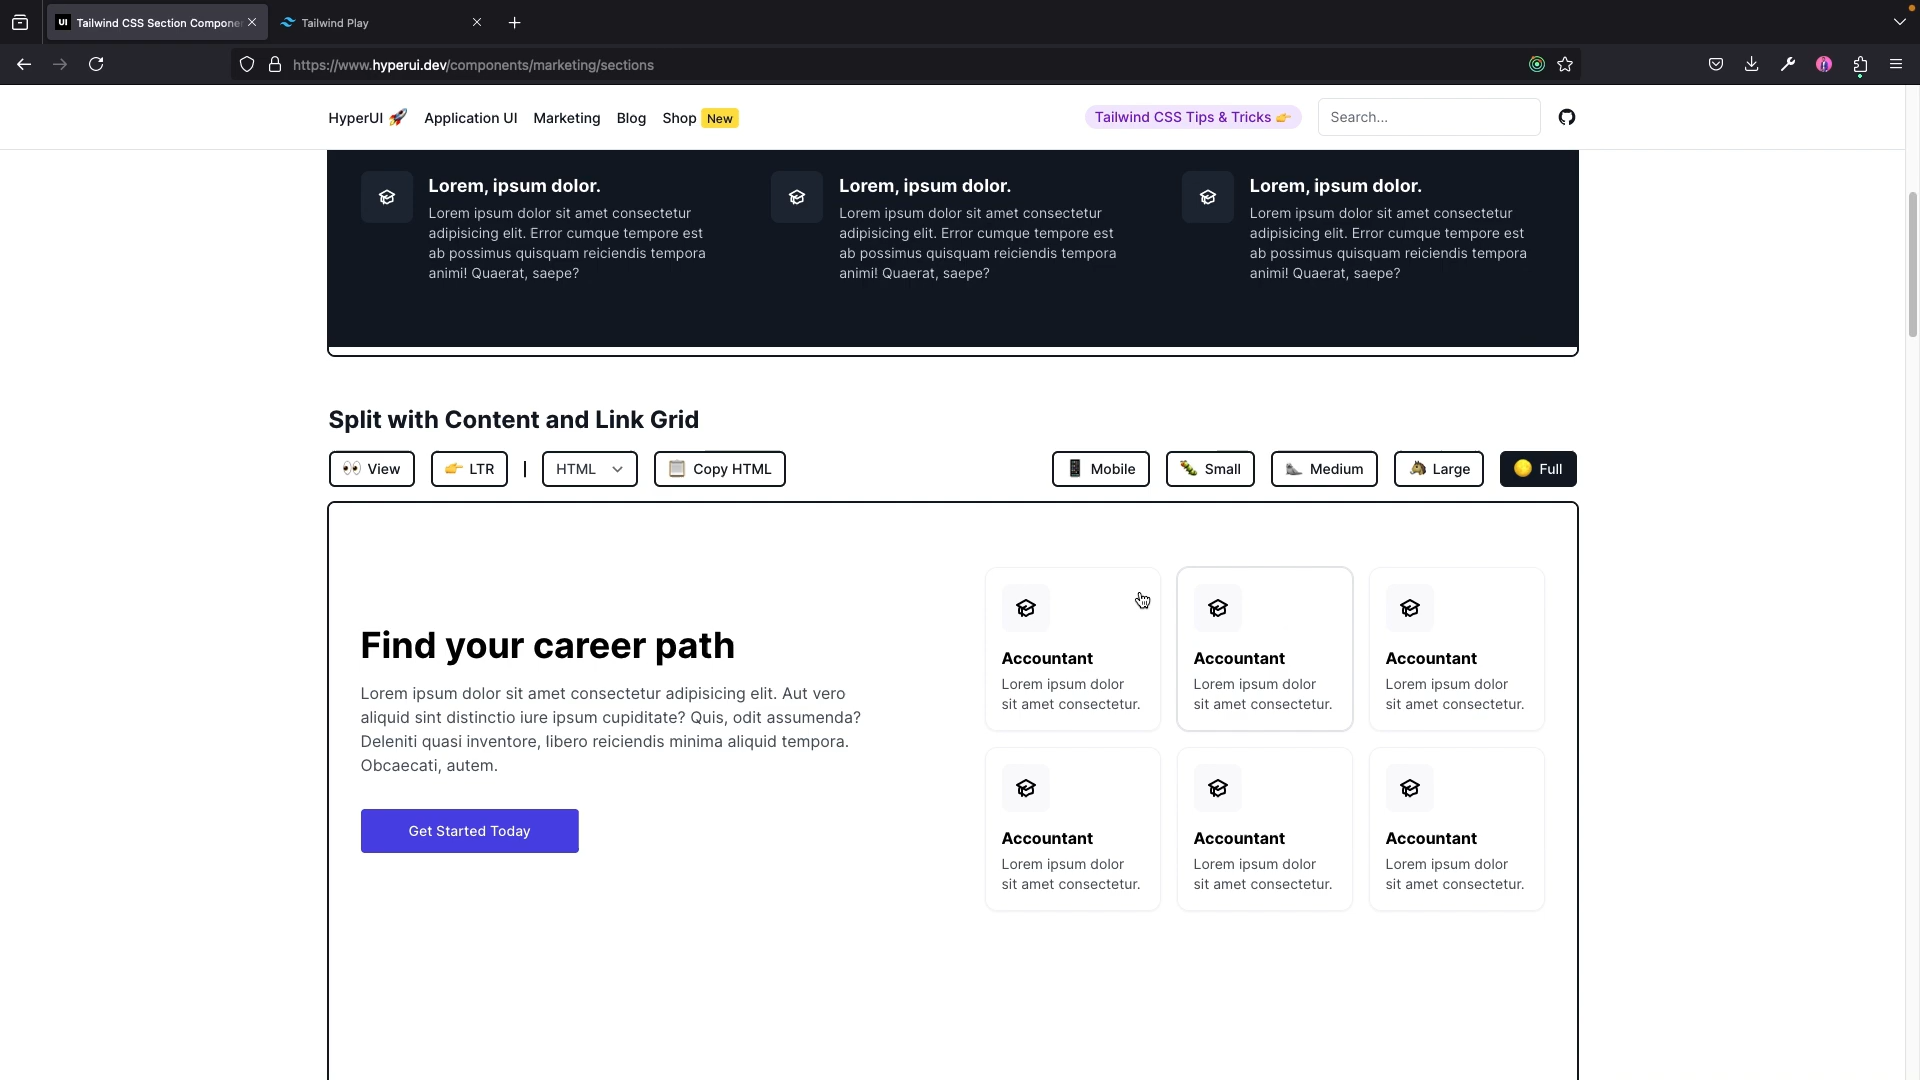 UI Tailwind CSS Section Compone
Tailwind Play
https://www.hyperui.dev/components/marketing/sections
HyperUI 🚀 Application UI Marketing Blog Shop New
Tailwind CSS Tips & Tricks 👉 Search...
Lorem, ipsum dolor.
Lorem ipsum dolor sit amet consectetur
adipisicing elit. Error cumque tempore est
ab possimus quisquam reiciendis tempora
animi! Quaerat, saepe?
Lorem, ipsum dolor.
Lorem ipsum dolor sit amet consectetur
adipisicing elit. Error cumque tempore est
ab possimus quisquam reiciendis tempora
animi! Quaerat, saepe?
Lorem, ipsum dolor.
Lorem ipsum dolor sit amet consectetur
adipisicing elit. Error cumque tempore est
ab possimus quisquam reiciendis tempora
animi! Quaerat, saepe?
Split with Content and Link Grid
👀 View 👉 LTR | HTML 📋 Copy HTML
📱 Mobile 🐛 Small Medium 🐴 Large 🌕 Full
Find your career path
Lorem ipsum dolor sit amet consectetur adipisicing elit. Aut vero
aliquid sint distinctio iure ipsum cupiditate? Quis, odit assumenda?
Deleniti quasi inventore, libero reiciendis minima aliquid tempora.
Obcaecati, autem.
Get Started Today
Accountant
Lorem ipsum dolor
sit amet consectetur.
Accountant
Lorem ipsum dolor
sit amet consectetur.
Accountant
Lorem ipsum dolor
sit amet consectetur.
Accountant
Lorem ipsum dolor
sit amet consectetur.
Accountant
Lorem ipsum dolor
sit amet consectetur.
Accountant
Lorem ipsum dolor
sit amet consectetur.